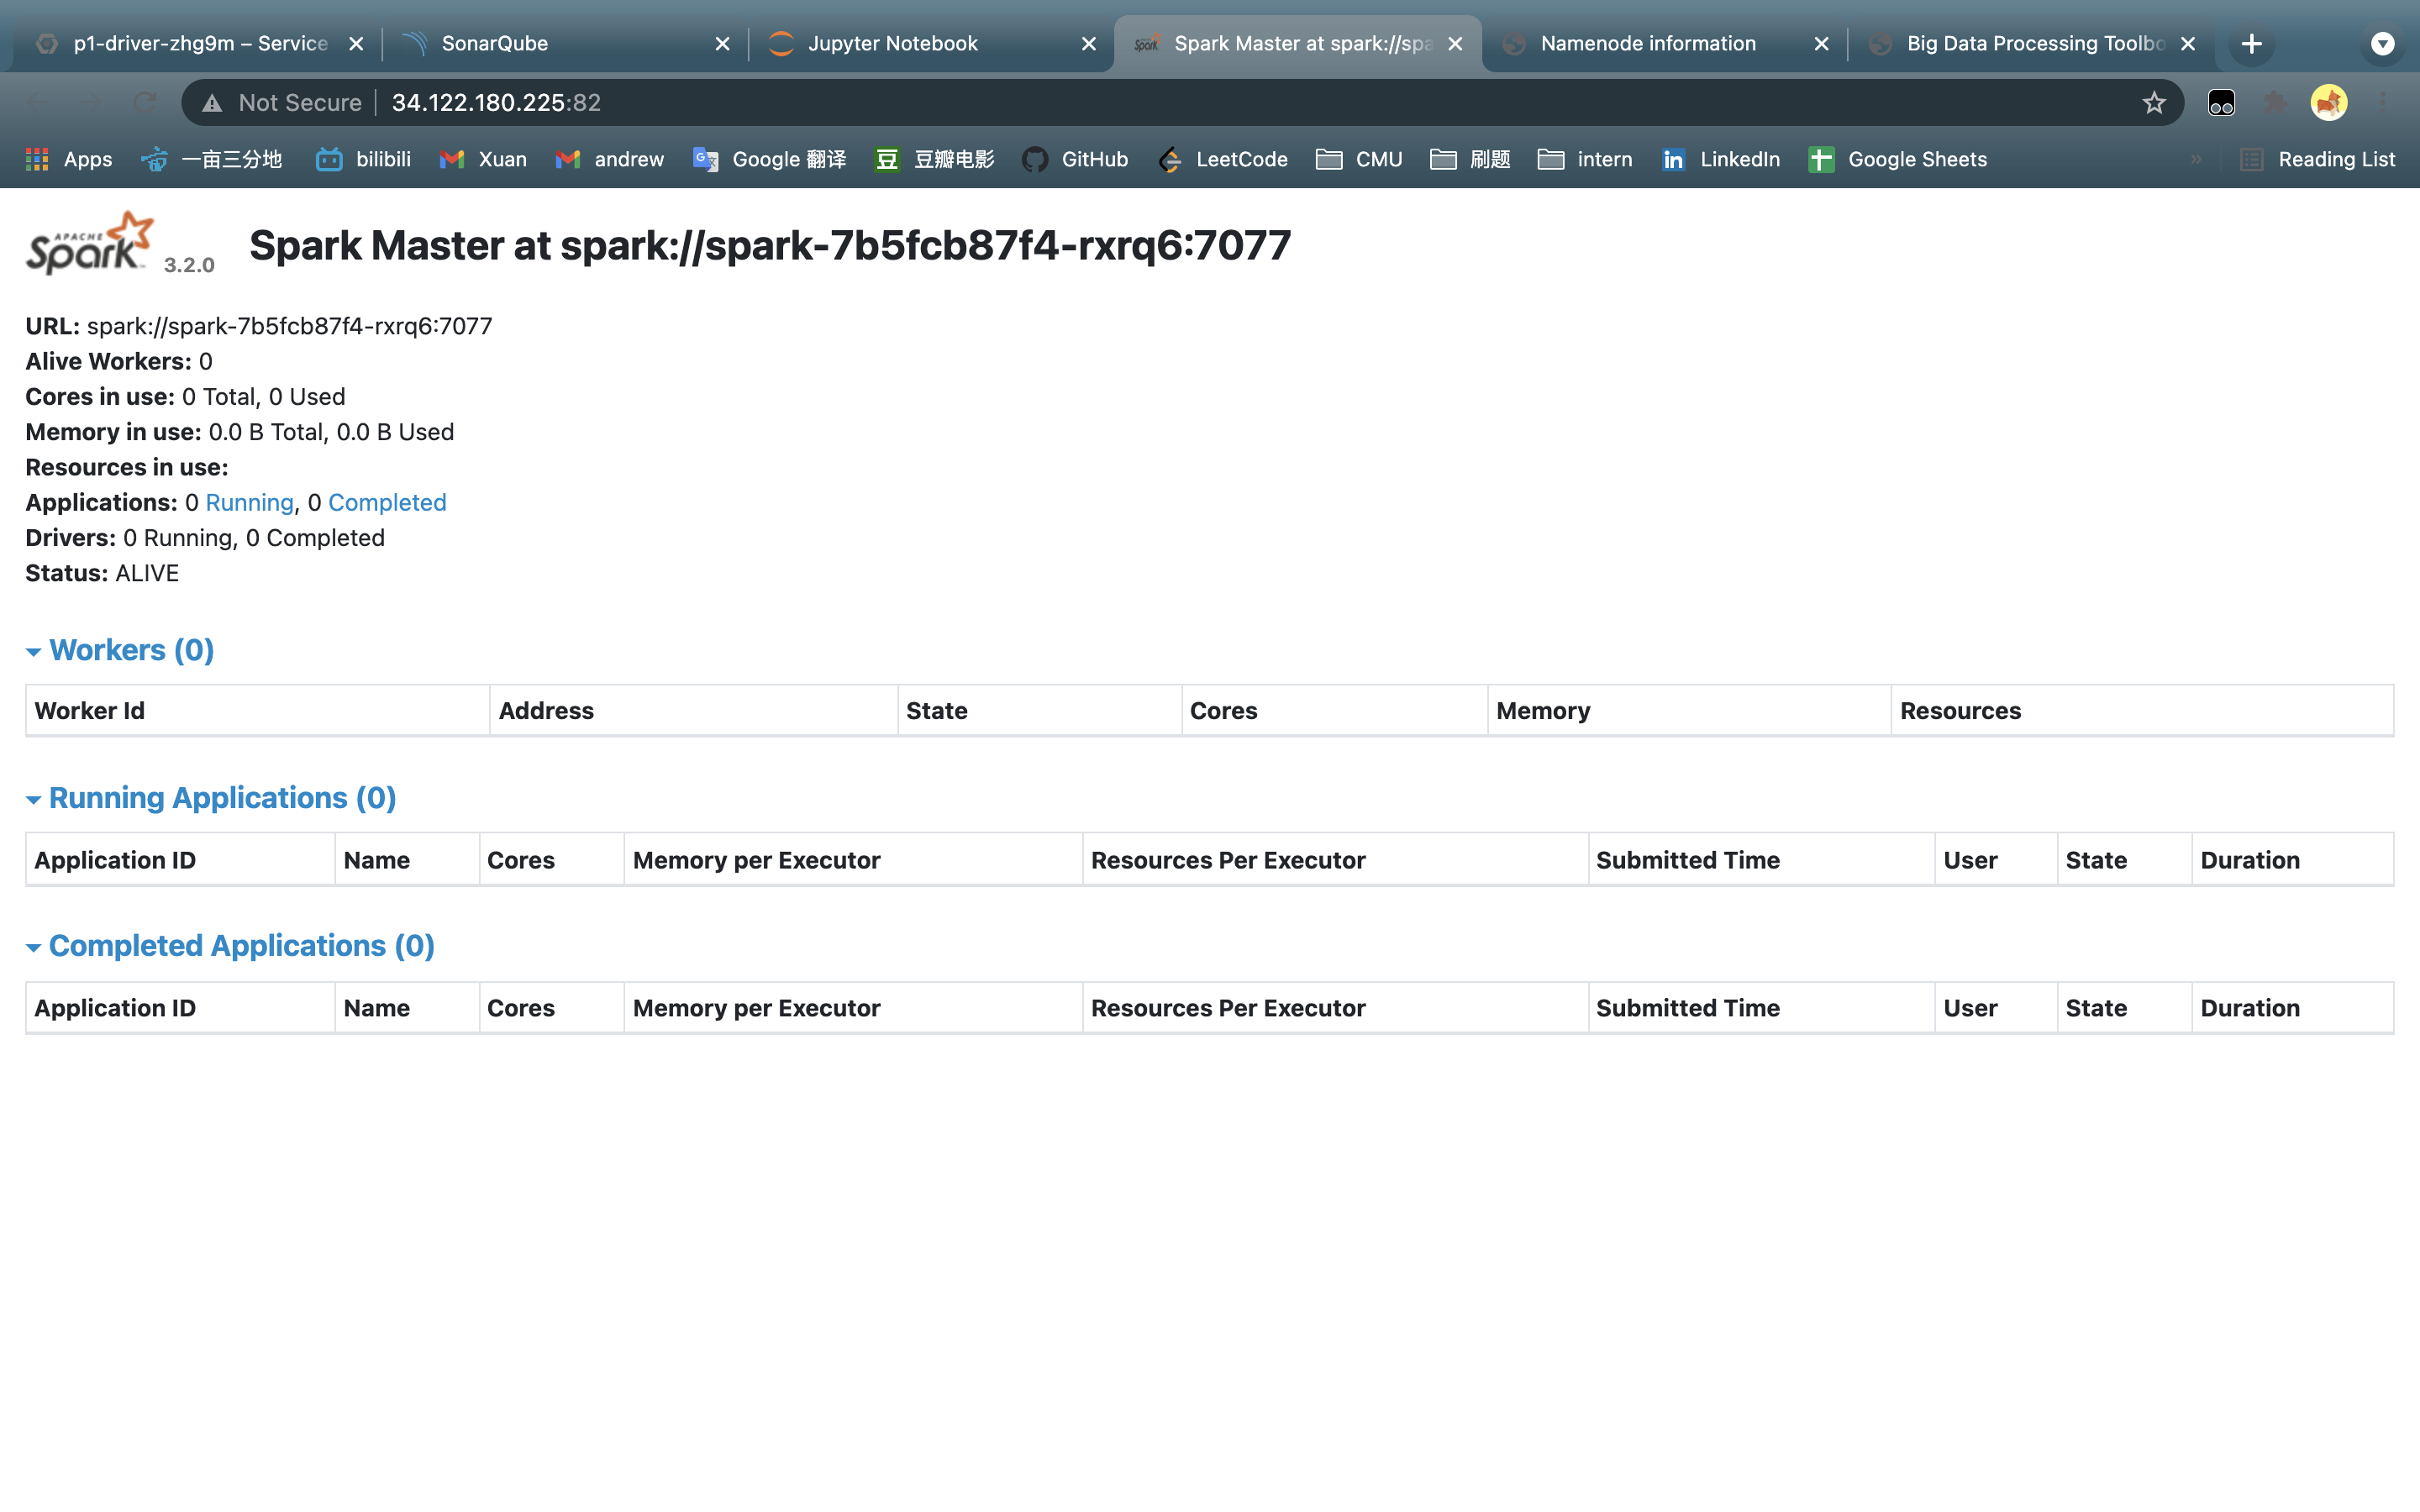 p1-driver-zhg9m – Service
SonarQube
Jupyter Notebook
Spark Master at spark://spa
Namenode information
Big Data Processing Toolbo
Not Secure
34.122.180.225:82
Apps
一亩三分地
bilibili
Xuan
andrew
Google 翻译
豆 豆瓣电影
GitHub
LeetCode
CMU
刷题
intern
in LinkedIn
Google Sheets
»
Reading List
APACHE Spark 3.2.0
Spark Master at spark://spark-7b5fcb87f4-rxrq6:7077
URL: spark://spark-7b5fcb87f4-rxrq6:7077
Alive Workers: 0
Cores in use: 0 Total, 0 Used
Memory in use: 0.0 B Total, 0.0 B Used
Resources in use:
Applications: 0 Running, 0 Completed
Drivers: 0 Running, 0 Completed
Status: ALIVE
Workers (0)
Worker Id Address State Cores Memory Resources
Running Applications (0)
Application ID Name Cores Memory per Executor Resources Per Executor Submitted Time User State Duration
Completed Applications (0)
Application ID Name Cores Memory per Executor Resources Per Executor Submitted Time User State Duration